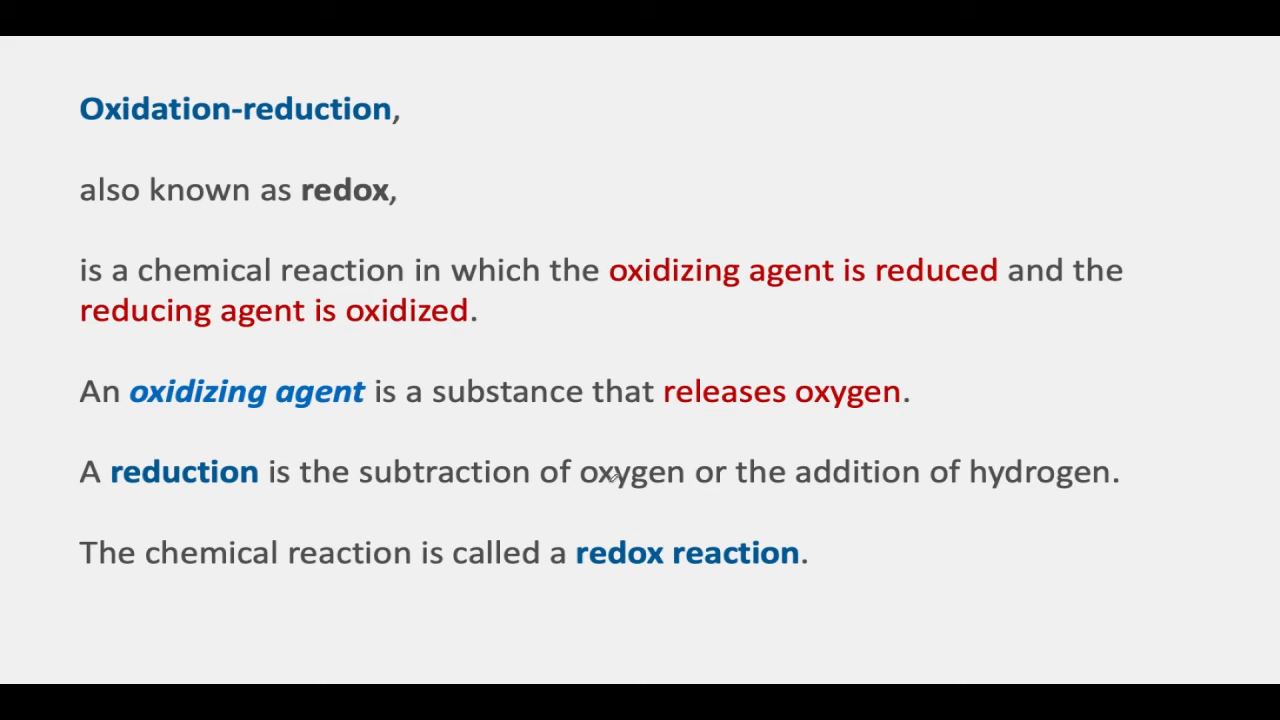 Oxidation-reduction,
also known as redox,
is a chemical reaction in which the oxidizing agent is reduced and the
reducing agent is oxidized.
An oxidizing agent is a substance that releases oxygen.
A reduction is the subtraction of oxygen or the addition of hydrogen.
The chemical reaction is called a redox reaction.